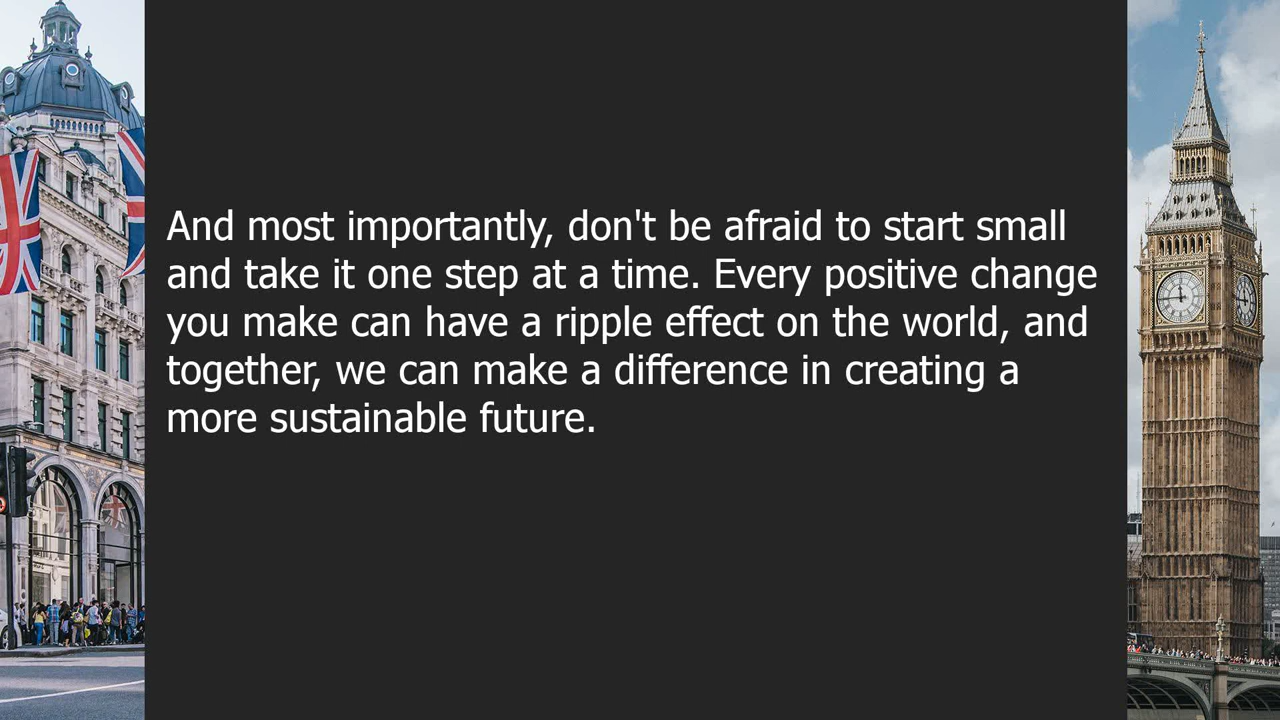 And most importantly, don't be afraid to start small
and take it one step at a time. Every positive change
you make can have a ripple effect on the world, and
together, we can make a difference in creating a
more sustainable future.